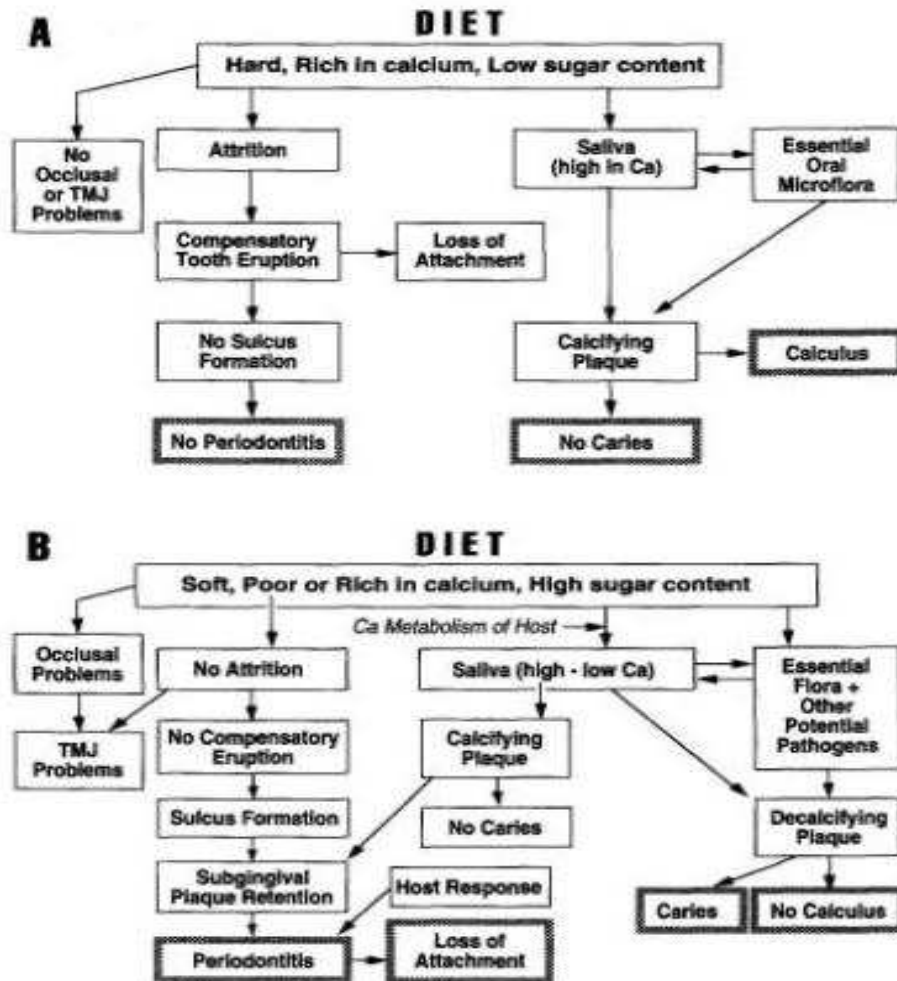 A
DIET
Hard, Rich in calcium, Low sugar content
No
Occlusal
or TMJ
Problems
Attrition
Saliva
(high in Ca)
Essential
Oral
Microflora
Compensatory
Tooth Eruption
Loss of
Attachment
No Sulcus
Formation
Calcifying
Plaque
Calculus
No Periodontitis
No Caries
B
DIET
Soft, Poor or Rich in calcium, High sugar content
Ca Metabolism of Host
Occlusal
Problems
No Attrition
Saliva (high - low Ca)
Essential
Flora +
Other
Potential
Pathogens
TMJ
Problems
No Compensatory
Eruption
Calcifying
Plaque
Sulcus Formation
No Caries
Decalcifying
Plaque
Subgingival
Plaque Retention
Host Response
Caries
No Calculus
Periodontitis
Loss of
Attachment